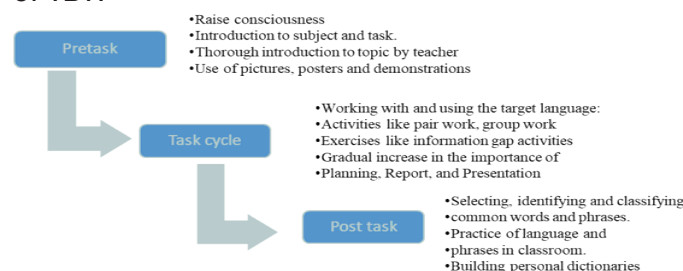 •Raise consciousness
•Introduction to subject and task.
Pretask
•Thorough introduction to topic by teacher
•Use of pictures, posters and demonstrations
•Working with and using the target language:
•Activities like pair work, group work
Task cycle
•Exercises like information gap activities
•Gradual increase in the importance of
•Planning, Report, and Presentation
•Selecting, identifying and classifying
•common words and phrases.
Post task
•Practice of language and
•phrases in classroom.
•Building personal dictionaries